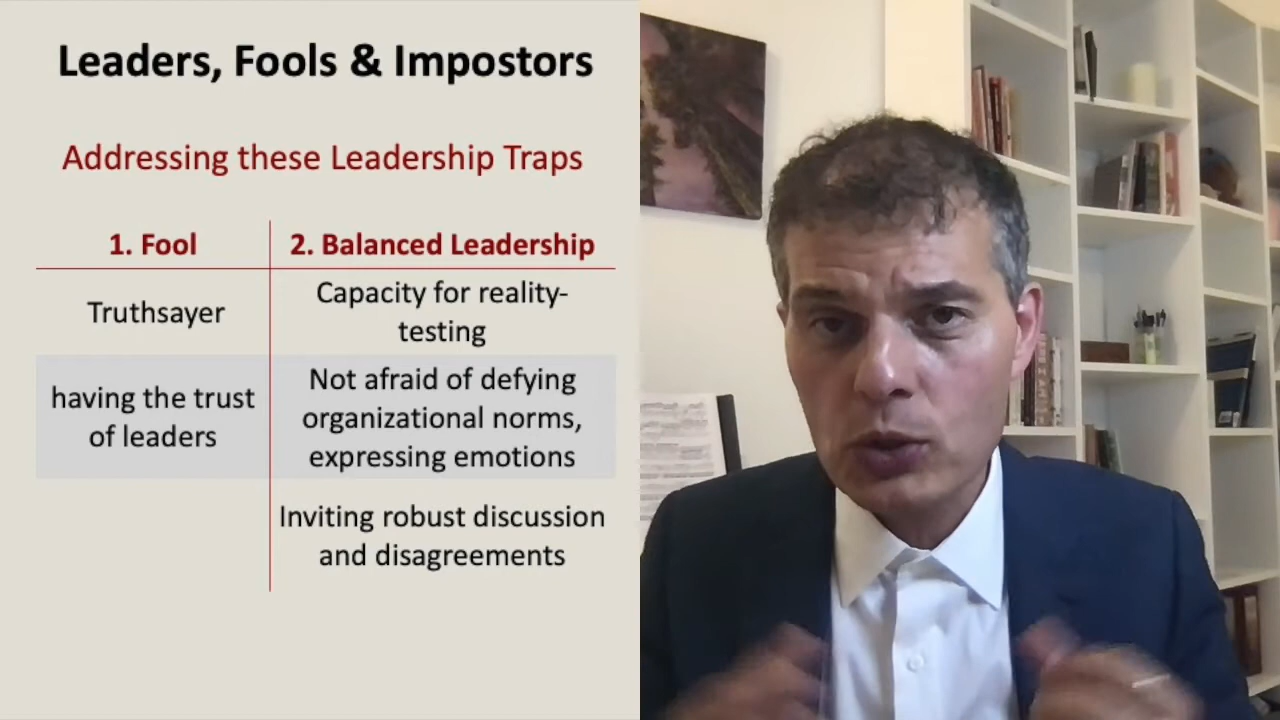 Leaders, Fools & Impostors
Addressing these Leadership Traps
1. Fool
2. Balanced Leadership
Truthsayer
Capacity for reality-
testing
having the trust
of leaders
Not afraid of defying
organizational norms,
expressing emotions
Inviting robust discussion
and disagreements